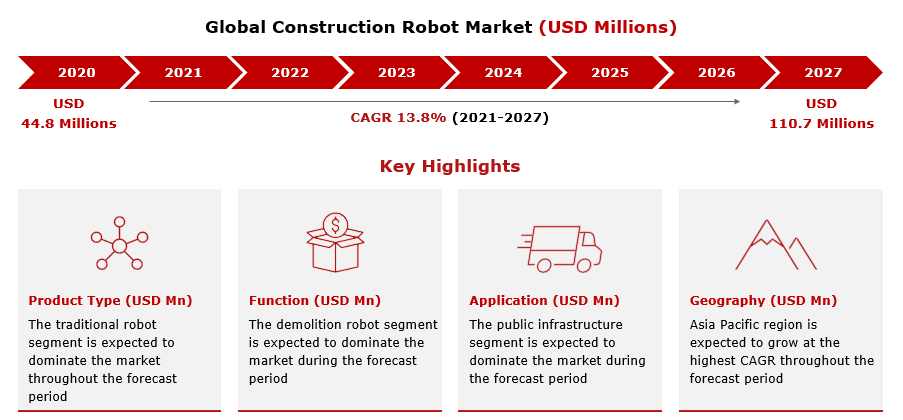 Global Construction Robot Market (USD Millions)
2020 2021 2022 2023 2024 2025 2026 2027
USD
44.8 Millions
CAGR 13.8% (2021-2027)
USD
110.7 Millions
Key Highlights
$
Product Type (USD Mn)
The traditional robot
segment is expected to
dominate the market
throughout the forecast
period
Function (USD Mn)
The demolition robot segment
is expected to dominate the
market during the forecast
period
Application (USD Mn)
The public infrastructure
segment is expected to
dominate the market during
the forecast period
Geography (USD Mn)
Asia Pacific region is
expected to grow at the
highest CAGR throughout the
forecast period